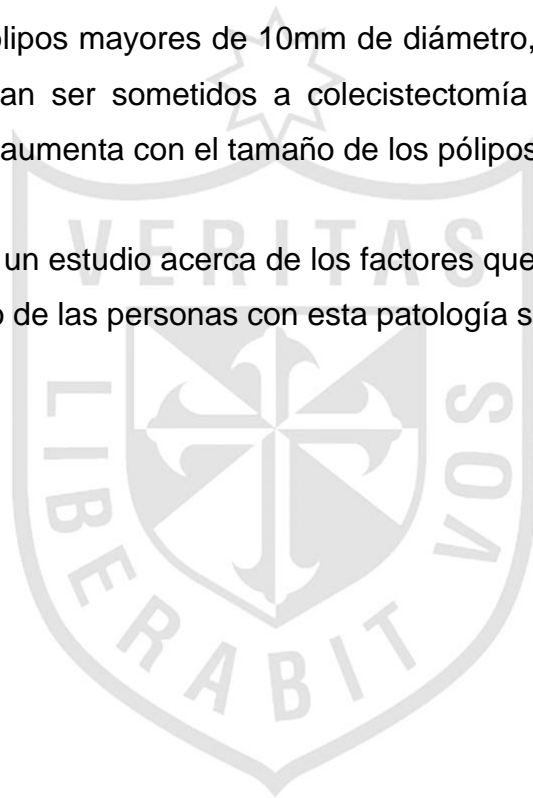 lipos mayores de 10mm de diámetro,
an ser sometidos a colecistectomía
aumenta con el tamaño de los pólipos
un estudio acerca de los factores que
o de las personas con esta patología s
VERITAS
LIBERABIT
VOS